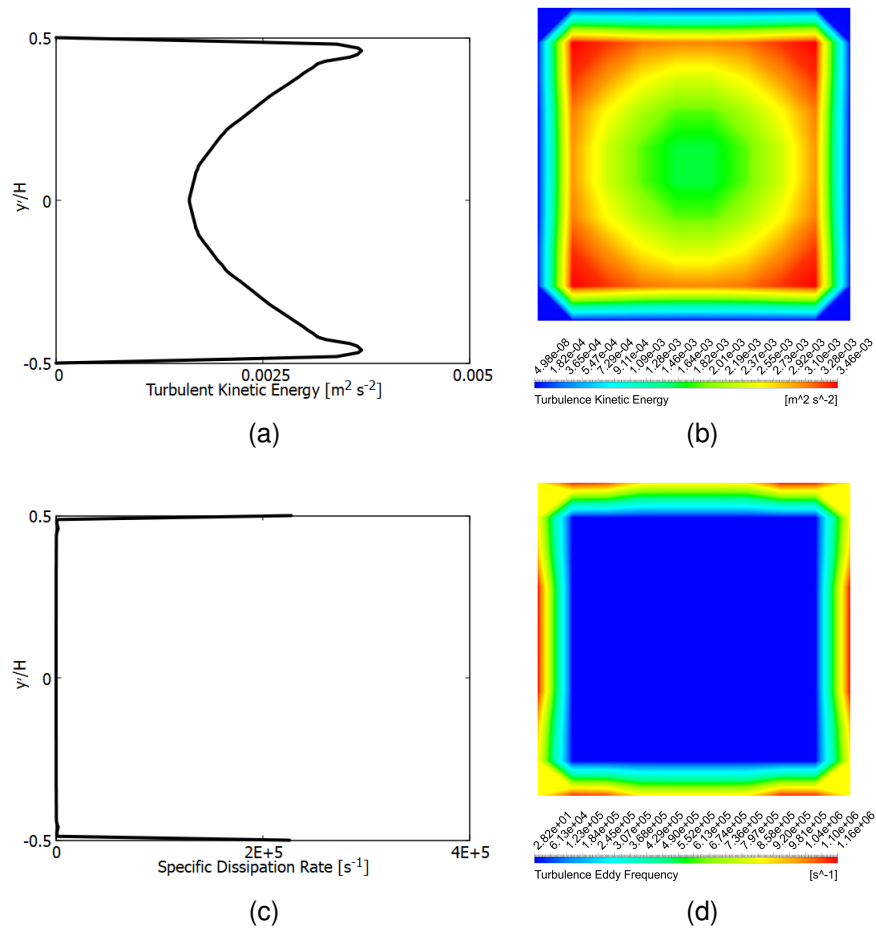 0.5
y'/H
0
-0.5
0
0.0025
0.005
Turbulent Kinetic Energy [m² s⁻²]
(a)
4.98e-08
1.82e-04
3.65e-04
5.47e-04
7.29e-04
9.11e-04
1.09e-03
1.28e-03
1.46e-03
1.64e-03
1.82e-03
2.01e-03
2.19e-03
2.37e-03
2.55e-03
2.73e-03
2.92e-03
3.10e-03
3.28e-03
3.46e-03
Turbulence Kinetic Energy
[m^2 s^-2]
(b)
0.5
y'/H
0
-0.5
0
2E+5
4E+5
Specific Dissipation Rate [s⁻¹]
(c)
2.82e+01
6.13e+04
1.23e+05
1.84e+05
2.45e+05
3.07e+05
3.68e+05
4.29e+05
4.90e+05
5.52e+05
6.13e+05
6.74e+05
7.36e+05
7.97e+05
8.58e+05
9.20e+05
9.81e+05
1.04e+06
1.10e+06
1.16e+06
Turbulence Eddy Frequency
[s^-1]
(d)